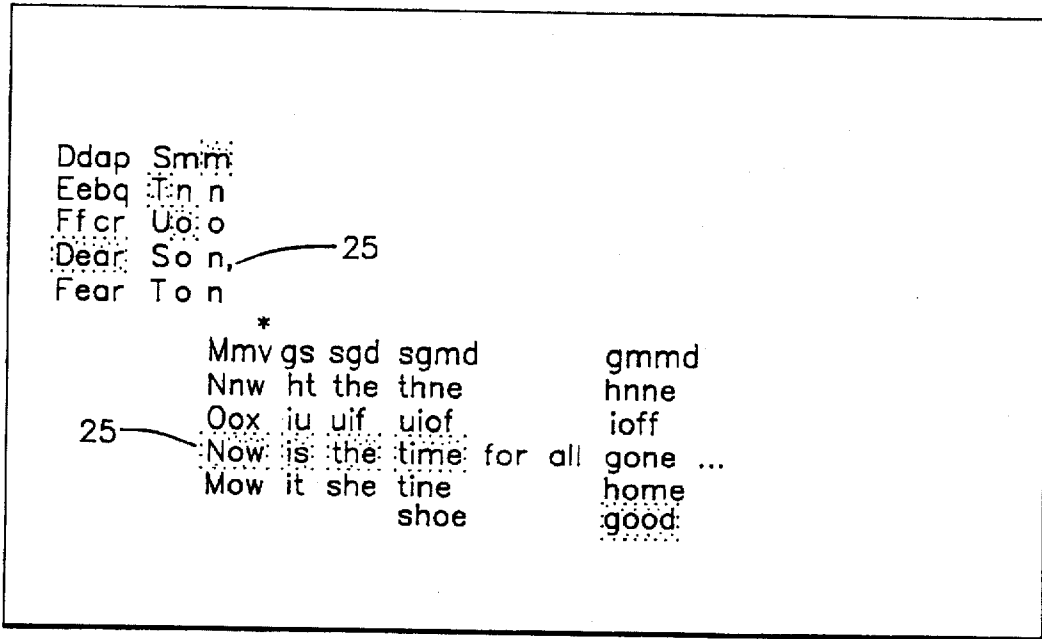 Ddap Smm
Eebq Tn n
Ffcr Uo o
Dear So n, 25
Fear To n
*
Mmv gs sgd sgmd gmmd
Nnw ht the thne hnne
Oox iu uif uiof ioff
25 Now is the time for all gone ...
Mow it she tine home
shoe good